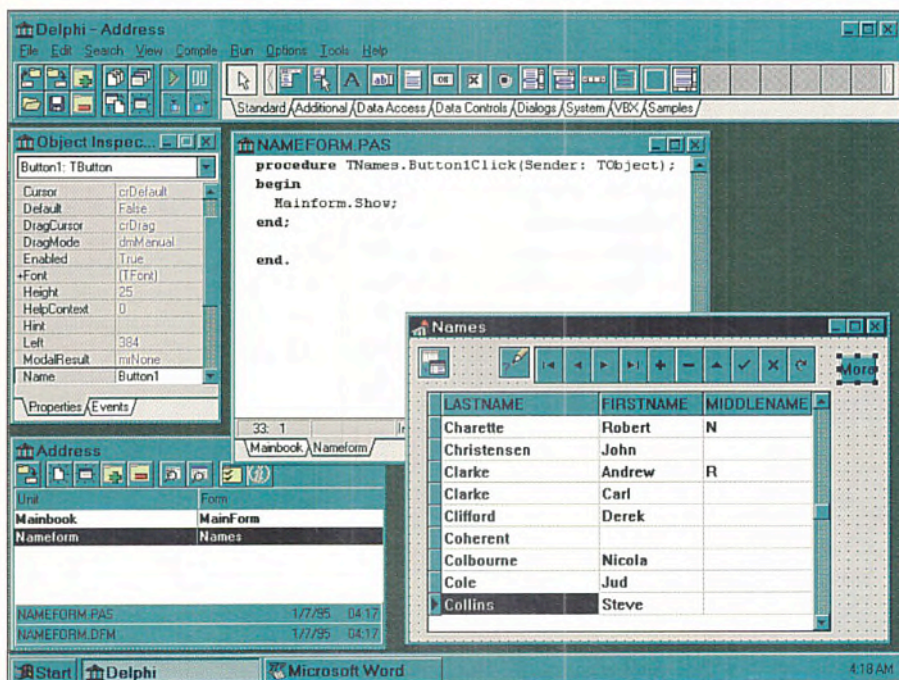 Delphi - Address
File Edit Search View Compile Run Options Tools Help
OK
Standard Additional Data Access Data Controls Dialogs System VBX Samples
Object Inspec...
Button1: TButton
Cursor crDefault
Default False
DragCursor crDrag
DragMode dmManual
Enabled True
+Font (TFont)
Height 25
HelpContext 0
Hint
Left 384
ModalResult mrNone
Name Button1
Properties Events
NAMEFORM.PAS
procedure TNames.Button1Click(Sender: TObject);
begin
Mainform.Show;
end;
end.
33: 1
Mainbook Nameform
Address
Unit Form
Mainbook MainForm
Nameform Names
NAMEFORM.PAS 1/7/95 04:17
NAMEFORM.DFM 1/7/95 04:17
Names
More
LASTNAME FIRSTNAME MIDDLENAME
Charette Robert N
Christensen John
Clarke Andrew R
Clarke Carl
Clifford Derek
Coherent
Colbourne Nicola
Cole Jud
Collins Steve
Start Delphi Microsoft Word 4:18 AM